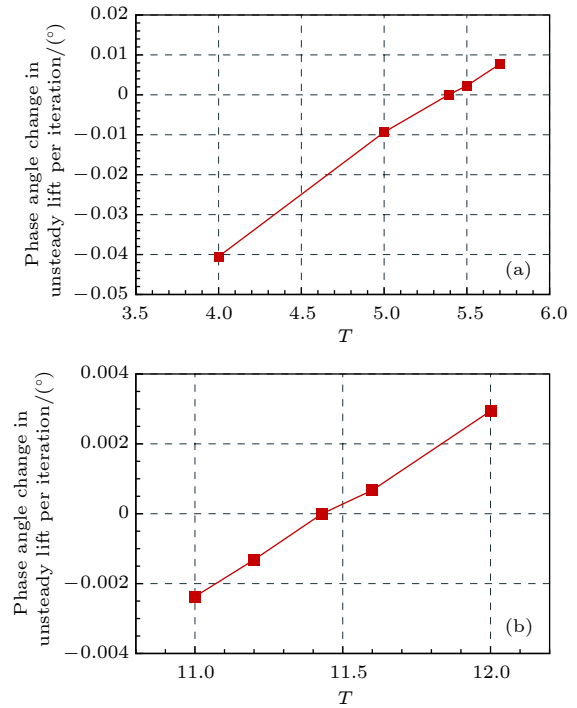 0.02
0.01
0
−0.01
−0.02
−0.03
−0.04
−0.05
Phase angle change in
unsteady lift per iteration/(°)
(a)
3.5 4.0 4.5 5.0 5.5 6.0
T
0.004
0.002
0
−0.002
−0.004
Phase angle change in
unsteady lift per iteration/(°)
(b)
11.0 11.5 12.0
T